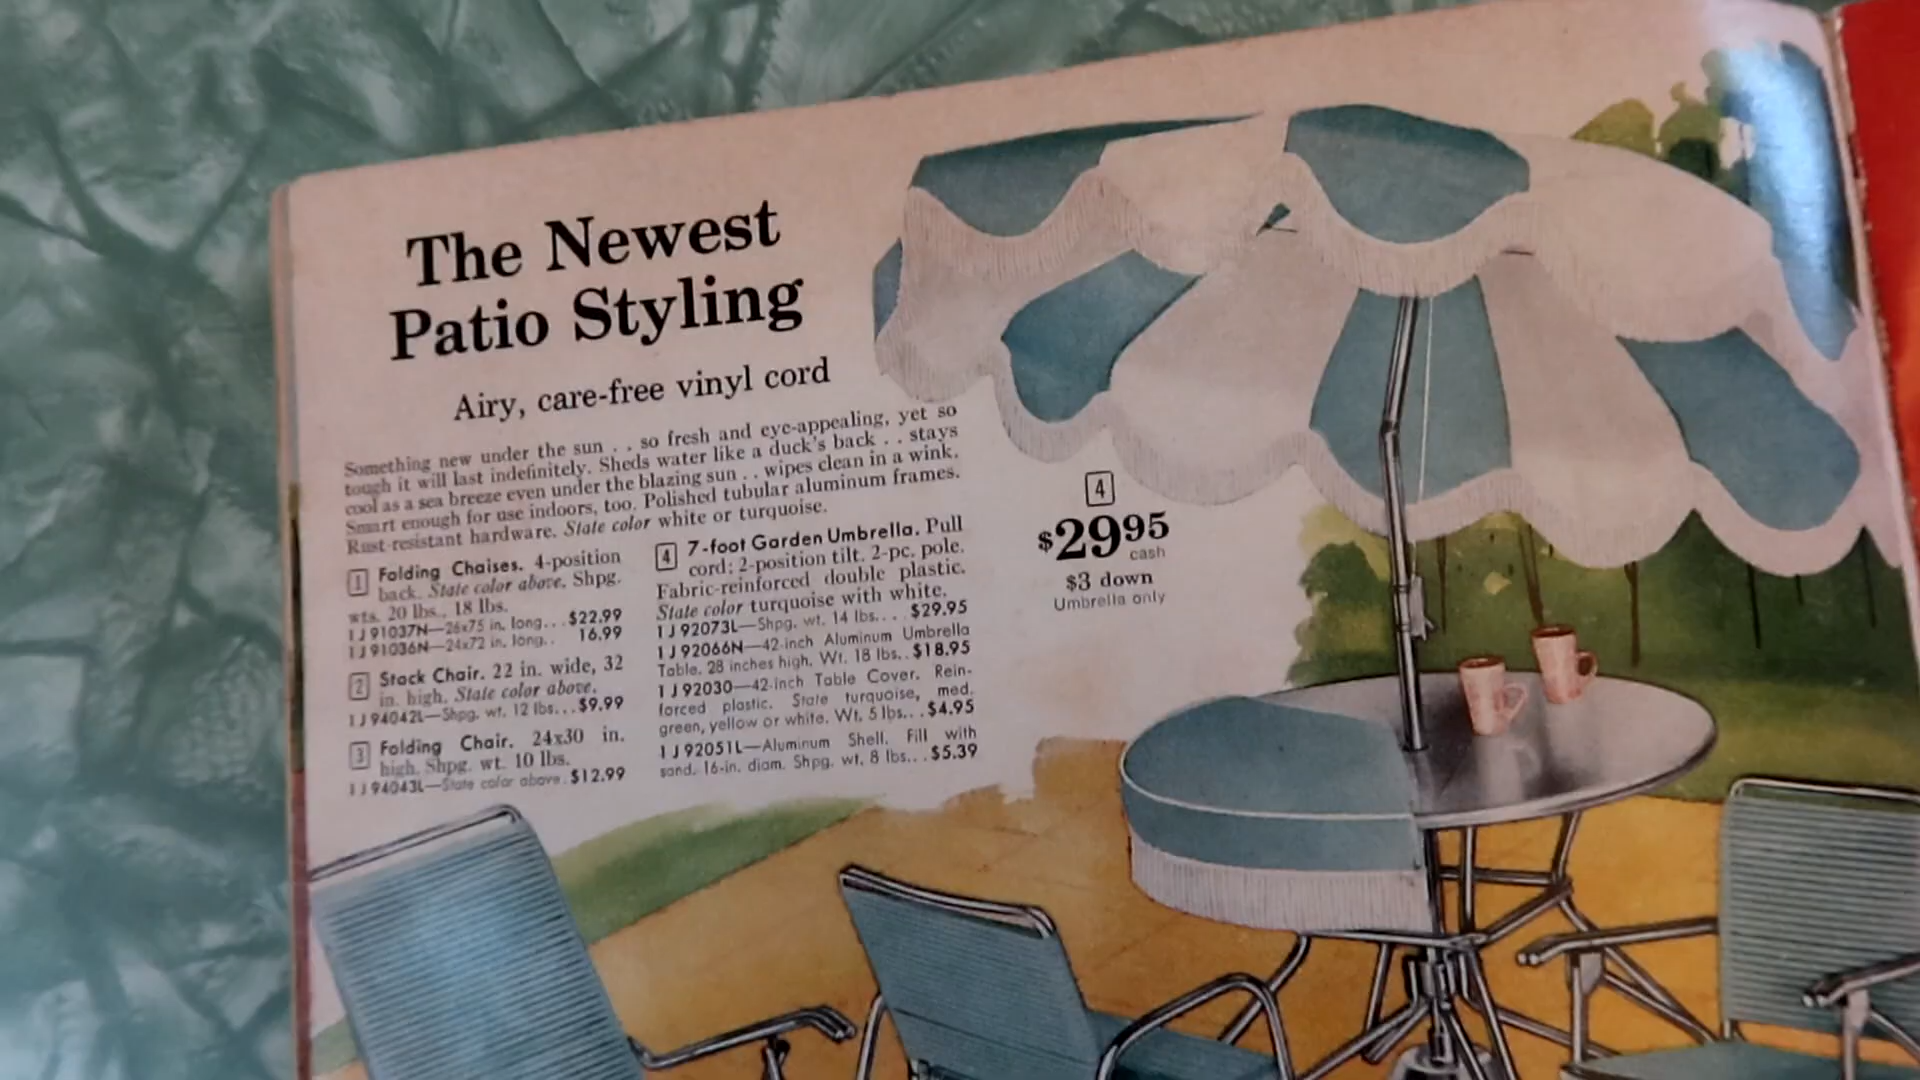 The Newest
Patio Styling
Airy, care-free vinyl cord
Something new under the sun . . so fresh and eye-appealing, yet so
tough it will last indefinitely. Sheds water like a duck's back . . stays
cool as a sea breeze even under the blazing sun . . wipes clean in a wink.
Smart enough for use indoors, too. Polished tubular aluminum frames.
Rust-resistant hardware. State color white or turquoise.
1 Folding Chaises. 4-position
back. State color above. Shpg.
wts. 20 lbs., 18 lbs.
1 J 91037N—26x75 in. long...$22.99
1 J 91036N—24x72 in. long.. 16.99
2 Stack Chair. 22 in. wide, 32
in. high. State color above.
1 J 94042L—Shpg. wt. 12 lbs...$9.99
3 Folding Chair. 24x30 in.
high. Shpg. wt. 10 lbs.
1 J 94043L—State color above.$12.99
4 7-foot Garden Umbrella. Pull
cord; 2-position tilt. 2-pc. pole.
Fabric-reinforced double plastic.
State color turquoise with white.
1 J 92073L—Shpg. wt. 14 lbs....$29.95
1 J 92066N—42-inch Aluminum Umbrella
Table. 28 inches high. Wt. 18 lbs..$18.95
1 J 92030—42-inch Table Cover. Rein-
forced plastic. State turquoise, med.
green, yellow or white. Wt. 5 lbs...$4.95
1 J 92051L—Aluminum Shell. Fill with
sand. 16-in. diam. Shpg. wt. 8 lbs...$5.39
4
$29.95
cash
$3 down
Umbrella only